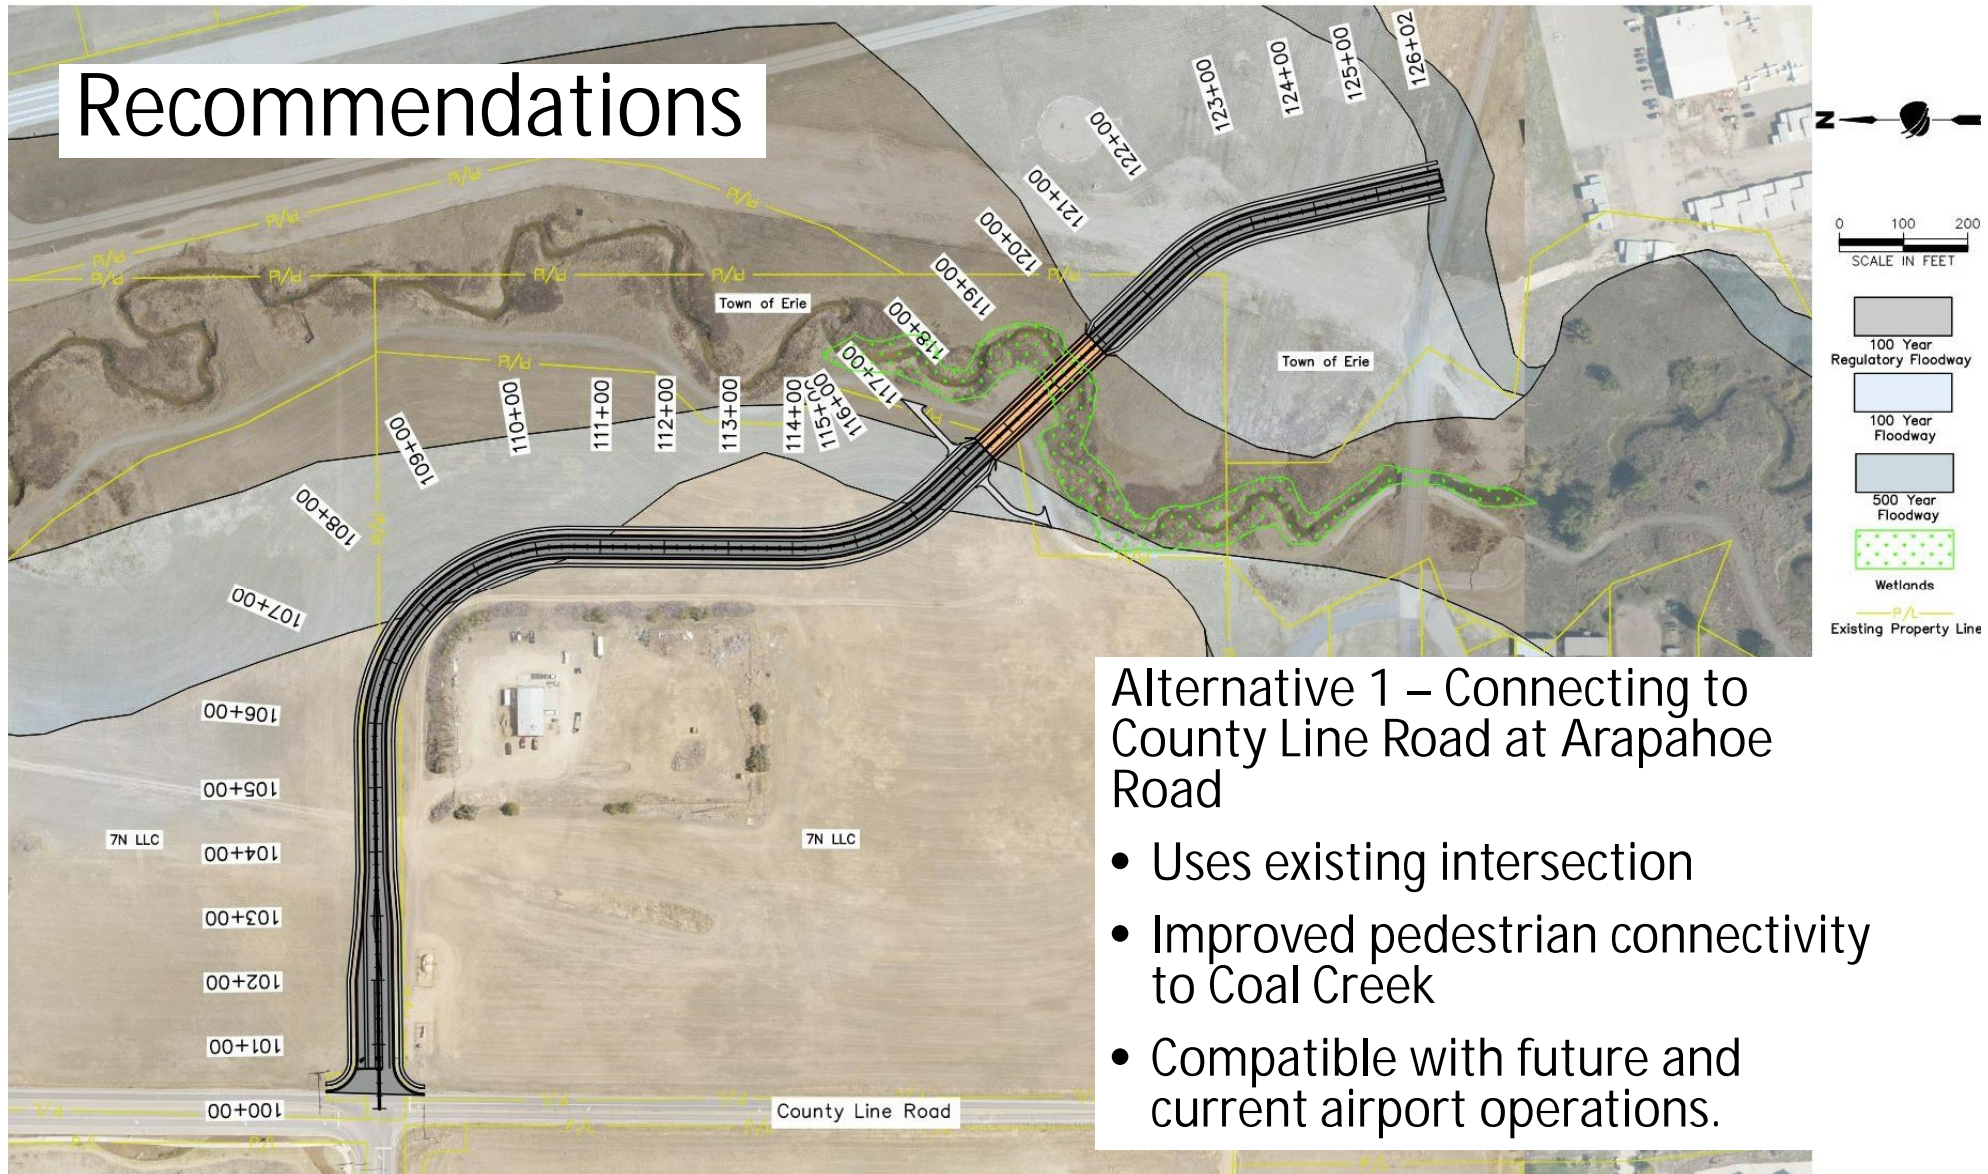 Recommendations
126+02
125+00
124+00
123+00
122+00
121+00
120+00
119+00
118+00
117+00
116+00
115+00
114+00
113+00
112+00
111+00
110+00
109+00
108+00
107+00
106+00
105+00
104+00
103+00
102+00
101+00
100+00
P/L
P/L
P/L
P/L
P/L
P/L
P/L
P/L
P/L
P/L
P/L
P/L
Town of Erie
Town of Erie
7N LLC
7N LLC
County Line Road
N
0 100 200
SCALE IN FEET
100 Year
Regulatory Floodway
100 Year
Floodway
500 Year
Floodway
Wetlands
P/L
Existing Property Line
Alternative 1 – Connecting to
County Line Road at Arapahoe
Road
• Uses existing intersection
• Improved pedestrian connectivity
to Coal Creek
• Compatible with future and
current airport operations.